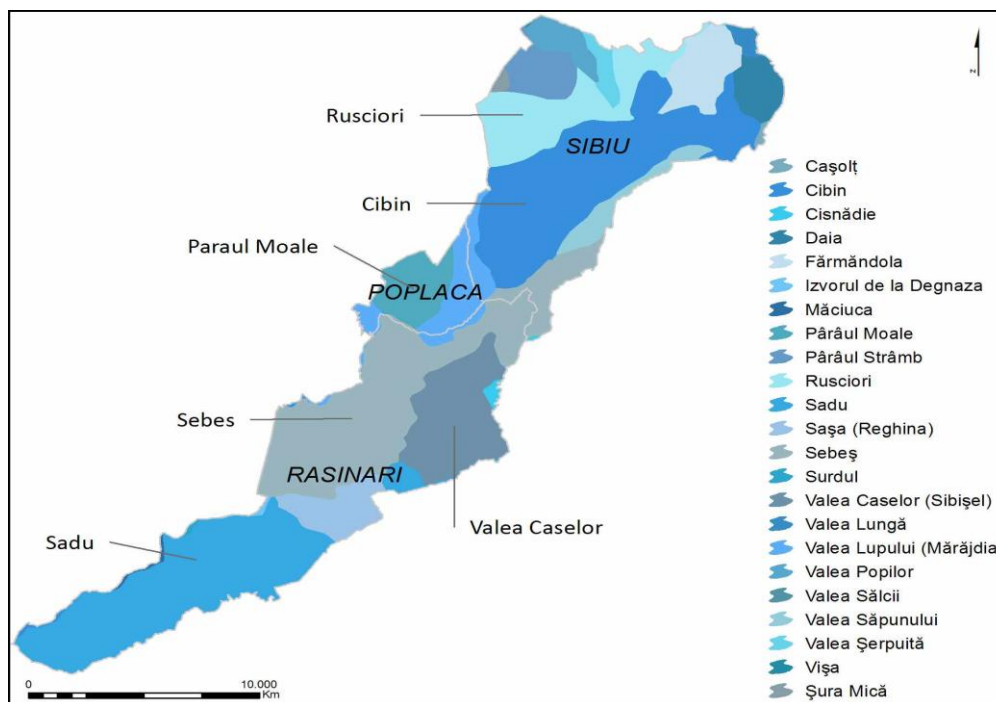 Rusciori
SIBIU
Cibin
Paraul Moale
POPLACA
Sebes
RASINARI
Valea Caselor
Sadu
0
10.000
Km
z
Caşolţ
Cibin
Cisnădie
Daia
Fărmăndola
Izvorul de la Degnaza
Măciuca
Pârâul Moale
Pârâul Strâmb
Rusciori
Sadu
Saşa (Reghina)
Sebeş
Surdul
Valea Caselor (Sibişel)
Valea Lungă
Valea Lupului (Mărăjdia)
Valea Popilor
Valea Sălcii
Valea Săpunului
Valea Şerpuită
Vişa
Şura Mică